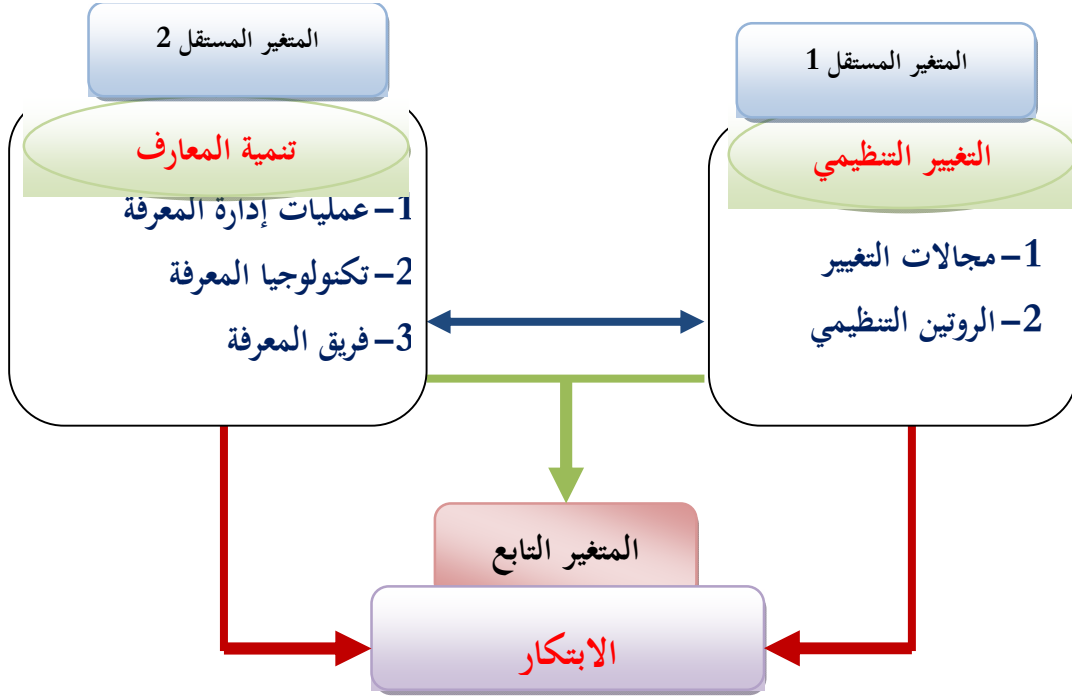 المتغير المستقل 1
التغيير التنظيمي
1-مجالات التغيير
2-الروتين التنظيمي
المتغير المستقل 2
تنمية المعارف
1-عمليات إدارة المعرفة
2-تكنولوجيا المعرفة
3-فريق المعرفة
المتغير التابع
الابتكار